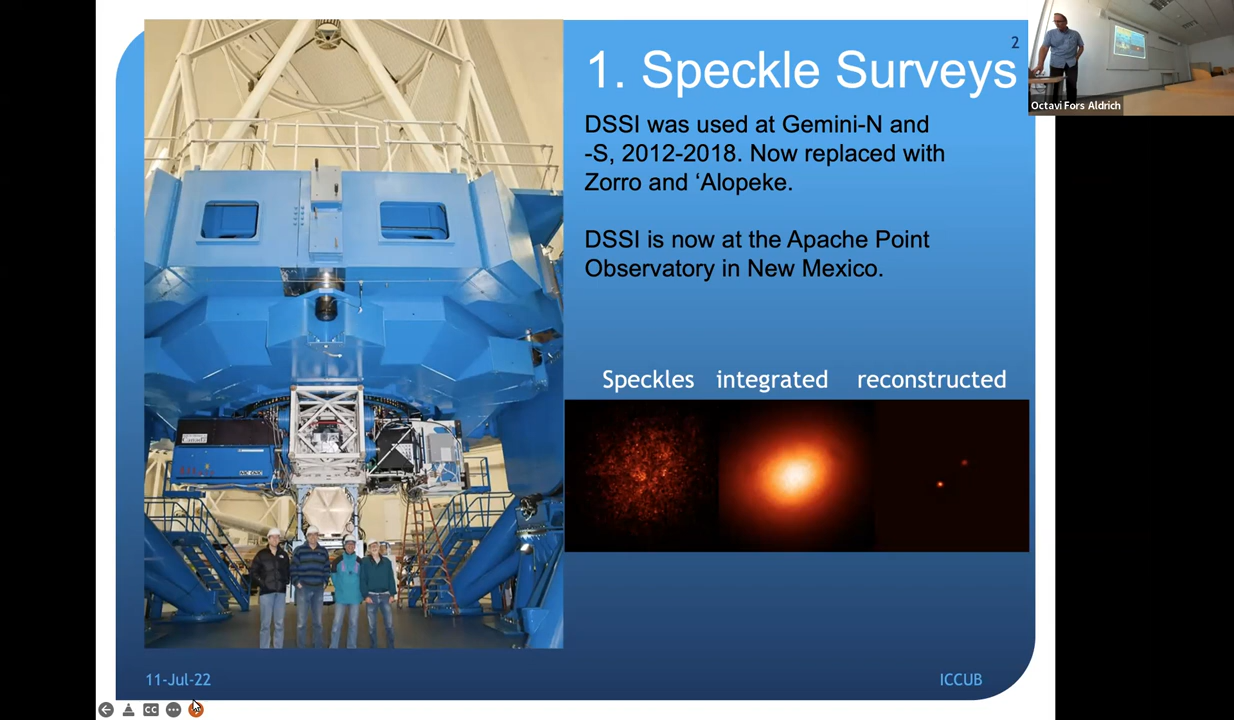 2
1. Speckle Surveys
DSSI was used at Gemini-N and
-S, 2012-2018. Now replaced with
Zorro and ‘Alopeke.
DSSI is now at the Apache Point
Observatory in New Mexico.
Speckles integrated reconstructed
11-Jul-22
ICCUB
CC
Octavi Fors Aldrich